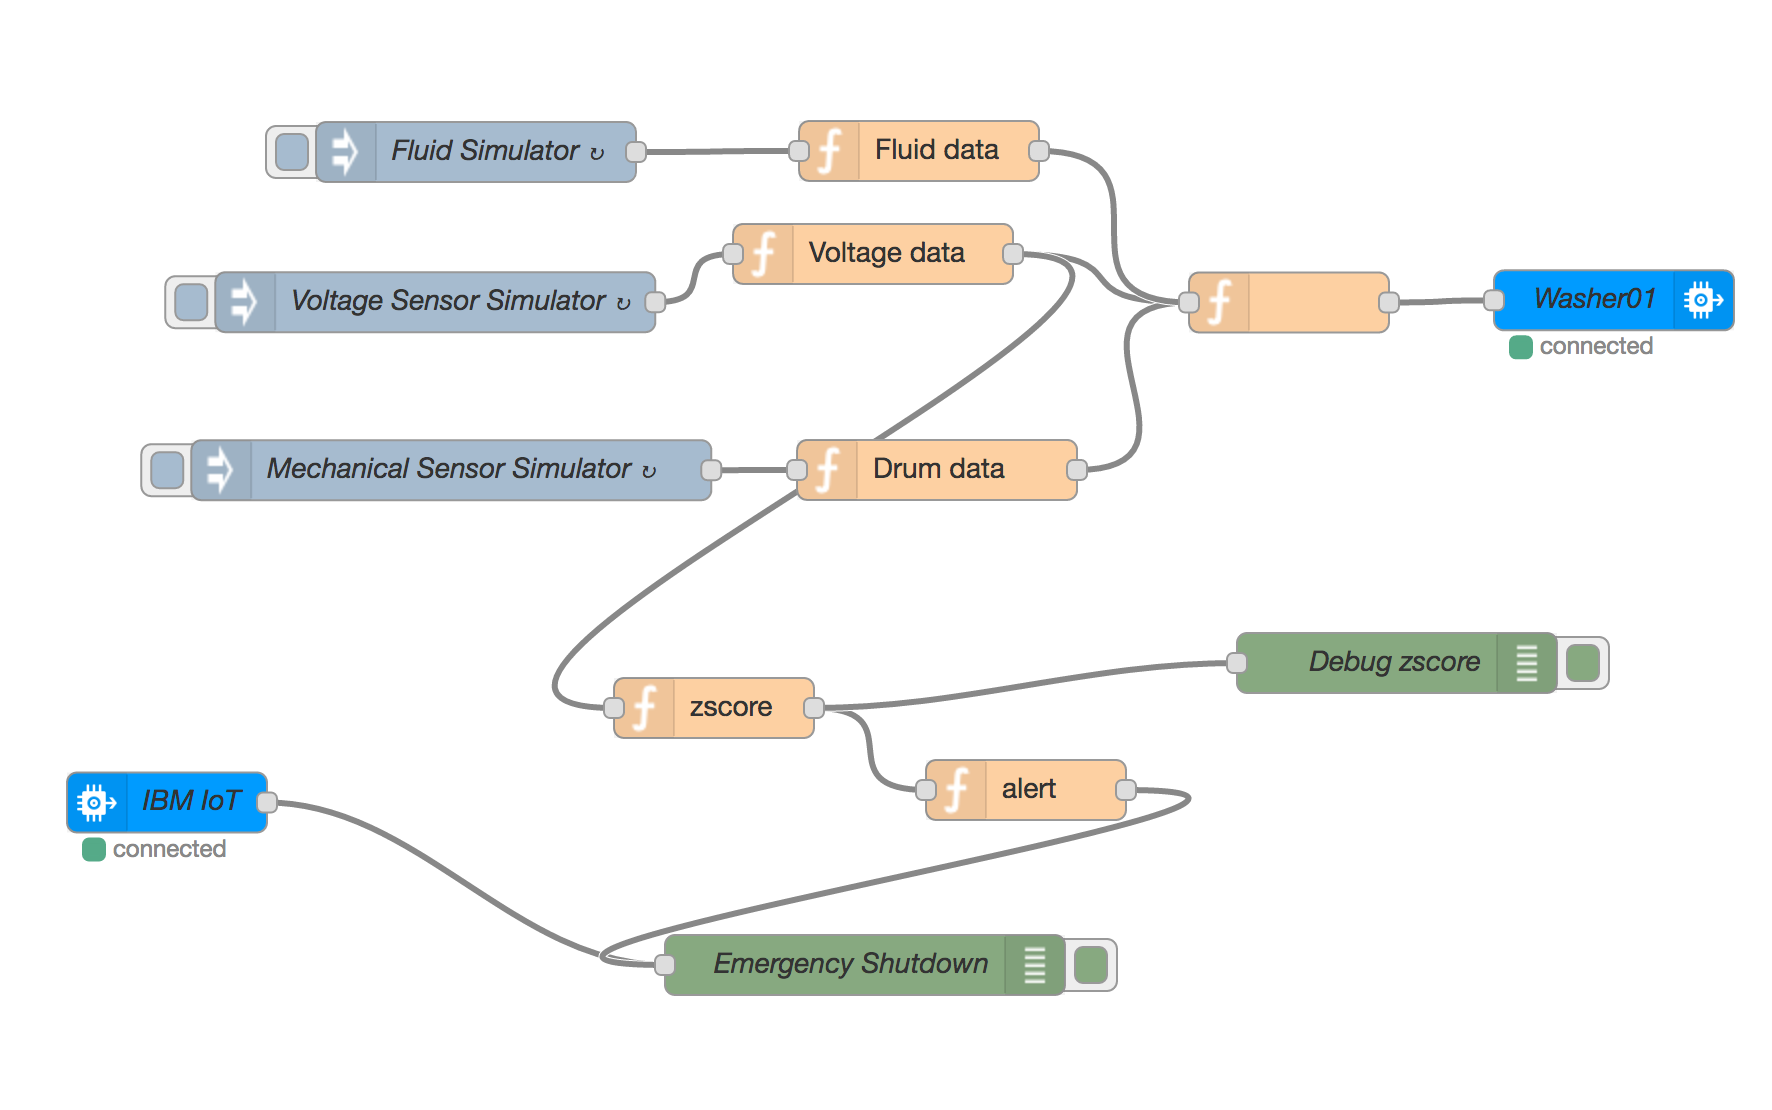 Fluid Simulator ↻
Fluid data
Voltage data
Voltage Sensor Simulator ↻
Washer01
connected
Mechanical Sensor Simulator ↻
Drum data
Debug zscore
zscore
alert
IBM IoT
connected
Emergency Shutdown